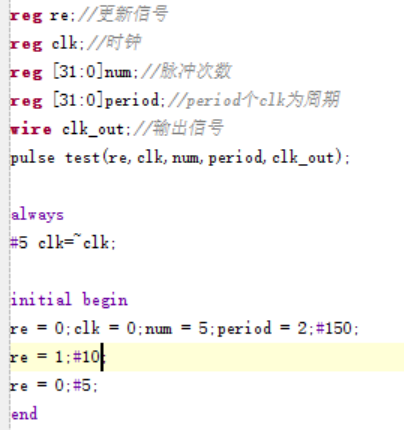 reg re;//更新信号
reg clk;//时钟
reg [31:0]num;//脉冲次数
reg [31:0]period;//period个clk为周期
wire clk_out;//输出信号
pulse test(re,clk,num,period,clk_out);
always
#5 clk=~clk;
initial begin
re = 0;clk = 0;num = 5;period = 2;#150;
re = 1;#10;
re = 0;#5;
end